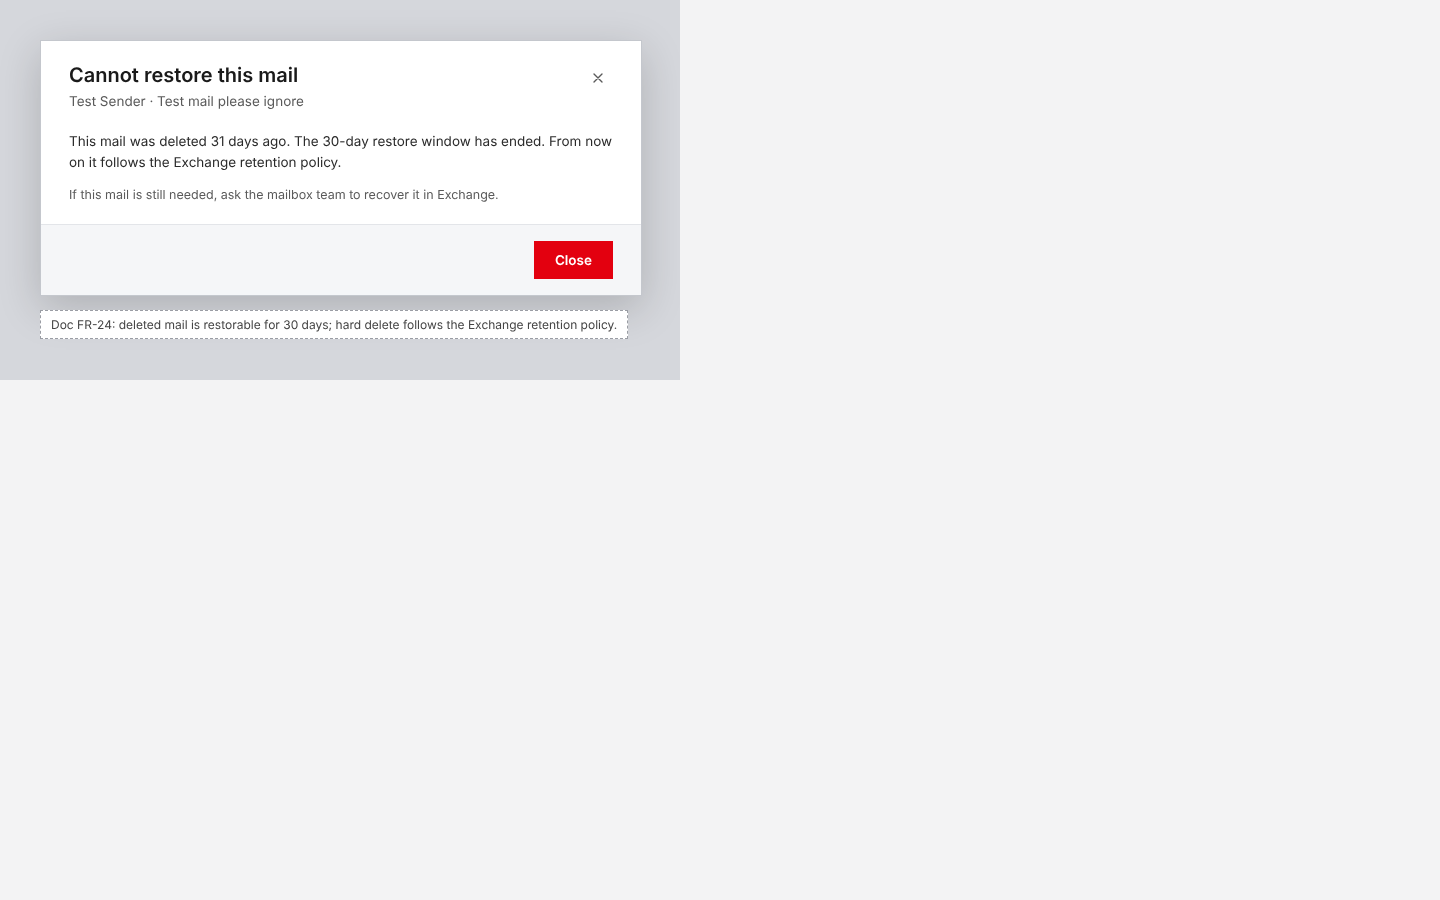 Cannot restore this mail
Test Sender · Test mail please ignore
This mail was deleted 31 days ago. The 30-day restore window has ended. From now
on it follows the Exchange retention policy.
If this mail is still needed, ask the mailbox team to recover it in Exchange.
Close
Doc FR-24: deleted mail is restorable for 30 days; hard delete follows the Exchange retention policy.